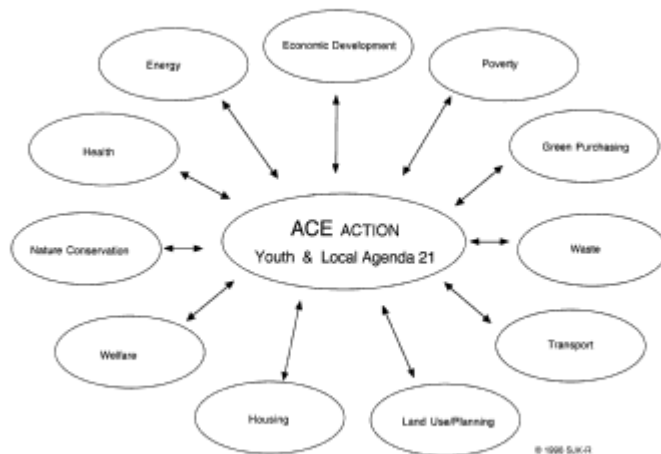 Economic Development
Energy
Poverty
Health
Green Purchasing
ACE ACTION
Youth & Local Agenda 21
Nature Conservation
Waste
Welfare
Transport
Housing
Land Use/Planning
© 1998 SJK-R